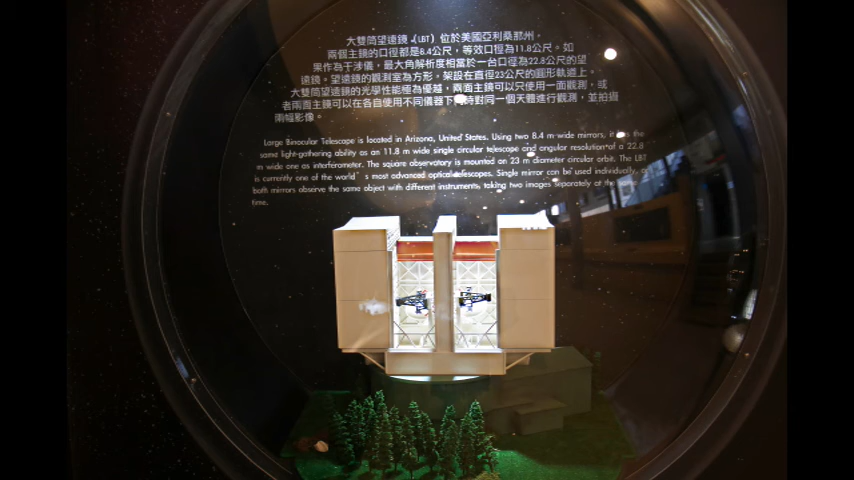 大雙筒望遠鏡 (LBT) 位於美國亞利桑那州。
兩個主鏡的口徑都是8.4公尺，等效口徑為11.8公尺。如
果作為干涉儀，最大角解析度相當於一台口徑為22.8公尺的望
遠鏡。望遠鏡的觀測室為方形，架設在直徑23公尺的圓形軌道上。
大雙筒望遠鏡的光學性能極為優越，兩面主鏡可以只使用一面觀測，或
者兩面主鏡可以在各自使用不同儀器下同時對同一個天體進行觀測，並拍攝
兩幅影像。
Large Binocular Telescope is located in Arizona, United States. Using two 8.4 m-wide mirrors, it has the
same light-gathering ability as an 11.8 m wide single circular telescope and angular resolution of a 22.8
m wide one as interferometer. The square observatory is mounted on 23 m diameter circular orbit. The LBT
is currently one of the world's most advanced optical telescopes. Single mirror can be used individually, or
both mirrors observe the same object with different instruments, taking two images separately at the
time.